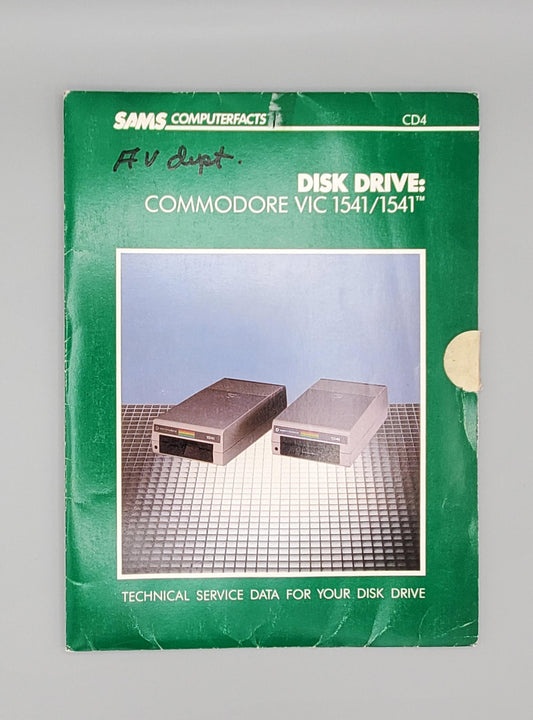 SAMS COMPUTERFACTS CD4
AV dept.
DISK DRIVE:
COMMODORE VIC 1541/1541™
TECHNICAL SERVICE DATA FOR YOUR DISK DRIVE